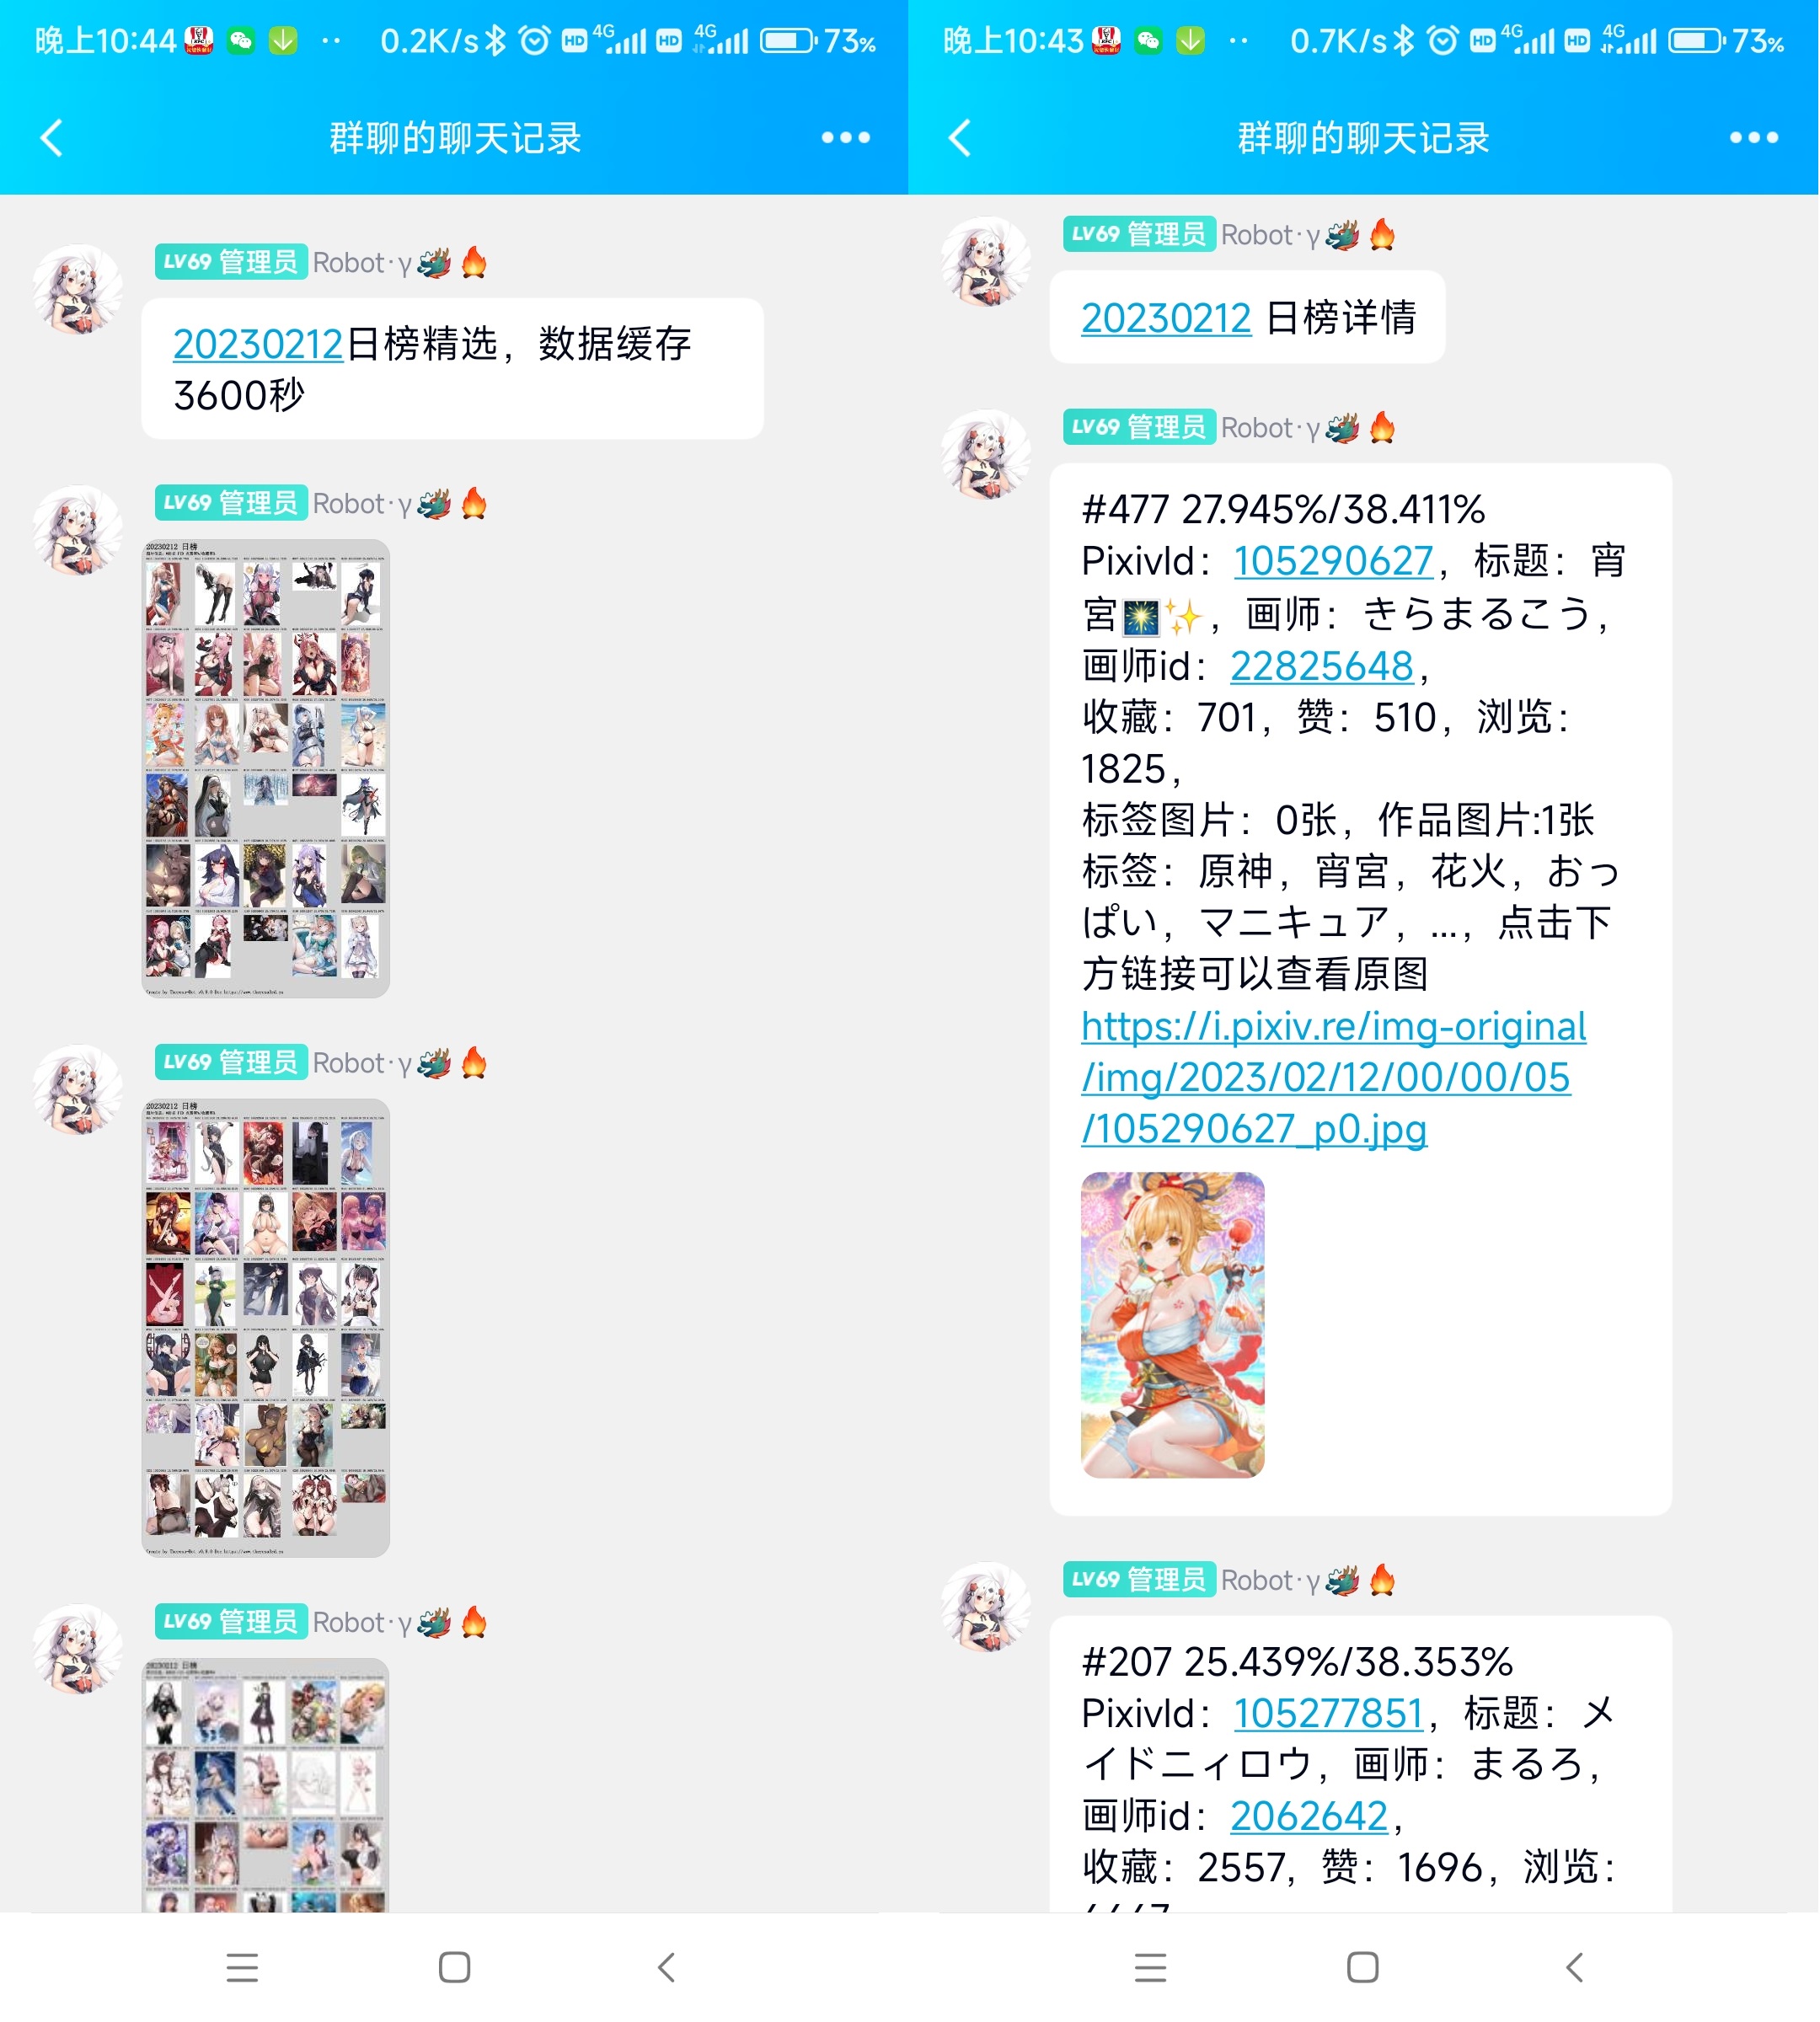 晚上10:44
0.2K/s
HD
4G
HD
4G
73%
群聊的聊天记录
LV69 管理员 Robot·γ
20230212日榜精选，数据缓存
3600秒
LV69 管理员 Robot·γ
20230212 日榜
LV69 管理员 Robot·γ
20230212 日榜
LV69 管理员 Robot·γ
20230212 日榜
晚上10:43
0.7K/s
HD
4G
HD
4G
73%
群聊的聊天记录
LV69 管理员 Robot·γ
20230212 日榜详情
LV69 管理员 Robot·γ
#477 27.945%/38.411%
PixivId：105290627，标题：宵
宮🎆✨，画师：きらまるこう，
画师id：22825648，
收藏：701，赞：510，浏览：
1825，
标签图片：0张，作品图片:1张
标签：原神，宵宮，花火，おっ
ぱい，マニキュア，...，点击下
方链接可以查看原图
https://i.pixiv.re/img-original
/img/2023/02/12/00/00/05
/105290627_p0.jpg
LV69 管理员 Robot·γ
#207 25.439%/38.353%
PixivId：105277851，标题：メ
イドニィロウ，画师：まるろ，
画师id：2062642，
收藏：2557，赞：1696，浏览：